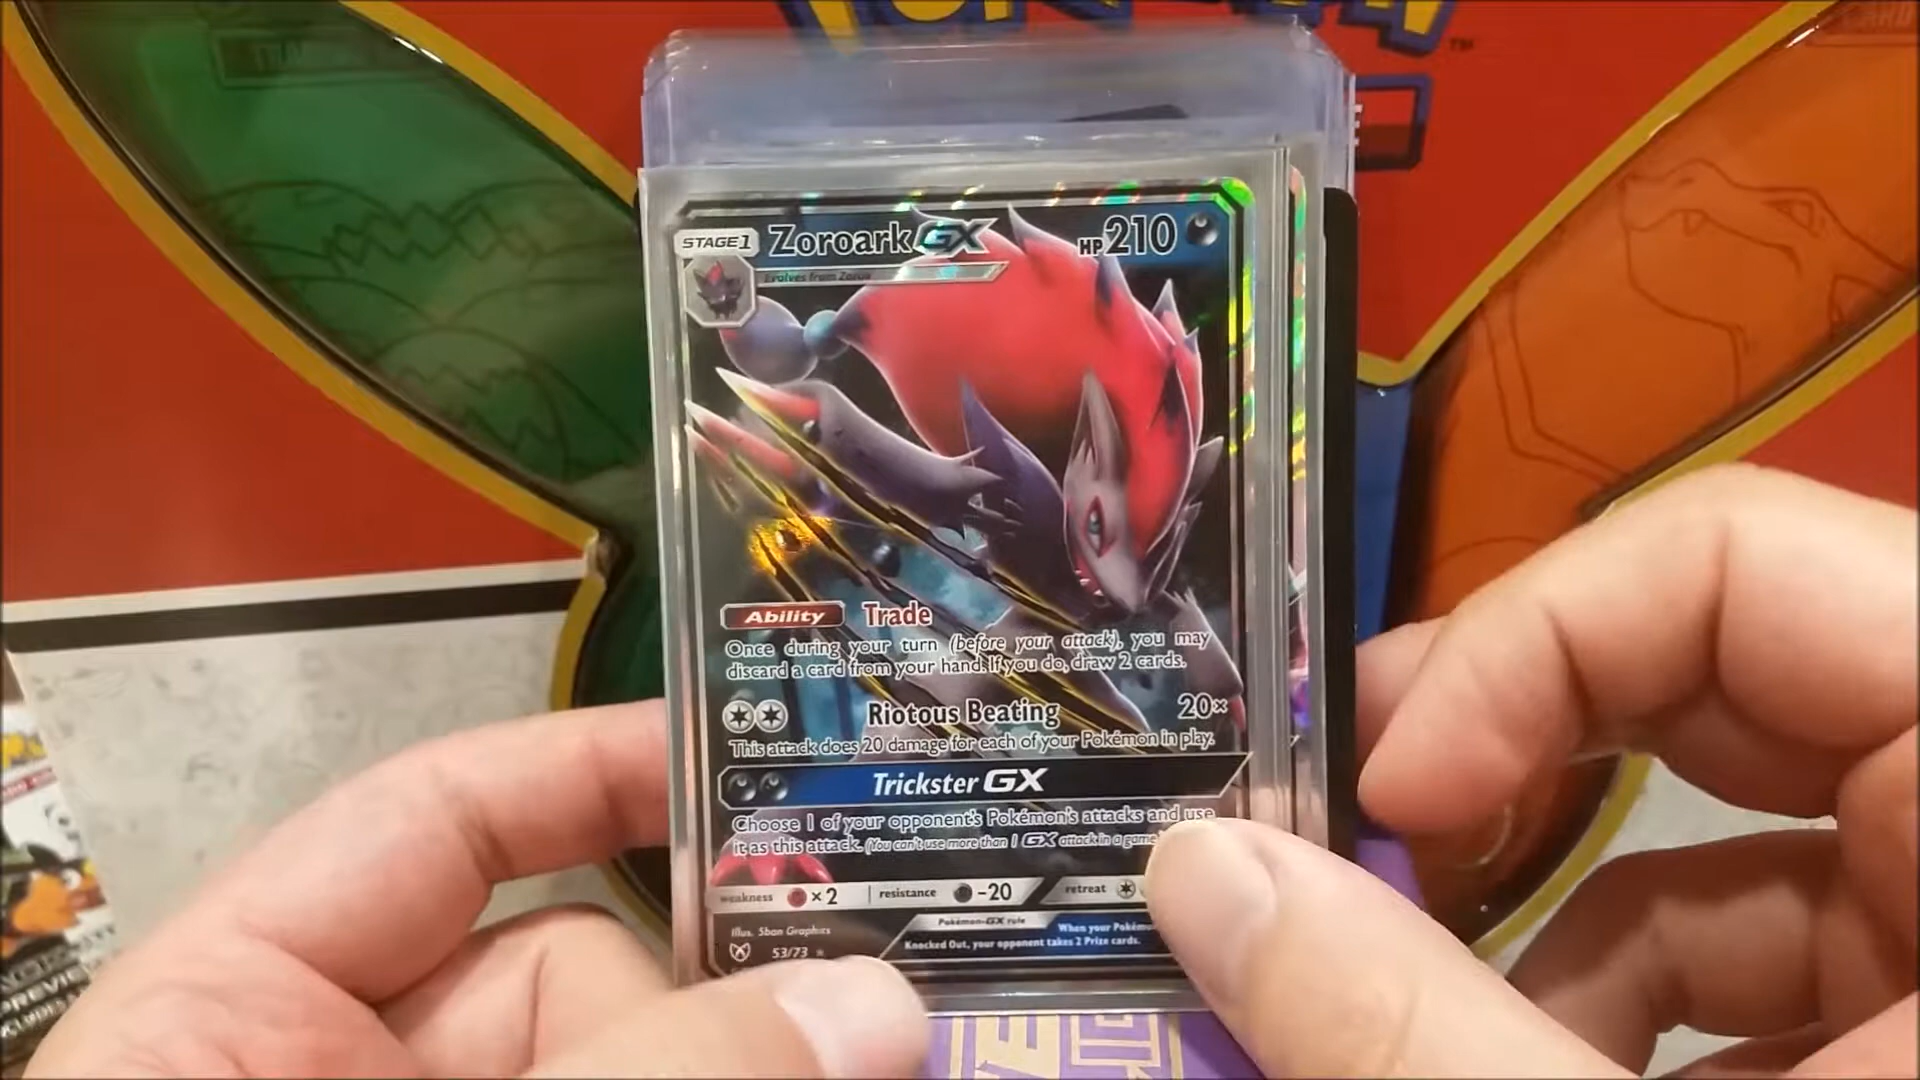 STAGE1 Zoroark GX HP 210
Evolves from Zorua
Ability Trade
Once during your turn (before your attack), you may
discard a card from your hand. If you do, draw 2 cards.
Riotous Beating 20×
This attack does 20 damage for each of your Pokémon in play.
Trickster GX
Choose 1 of your opponent's Pokémon's attacks and use
it as this attack. (You can't use more than 1 GX attack in a game
weakness ×2 resistance -20 retreat
Illus. 5ban Graphics
Pokémon-GX rule
When your Pokémo
Knocked Out, your opponent takes 2 Prize cards.
53/73